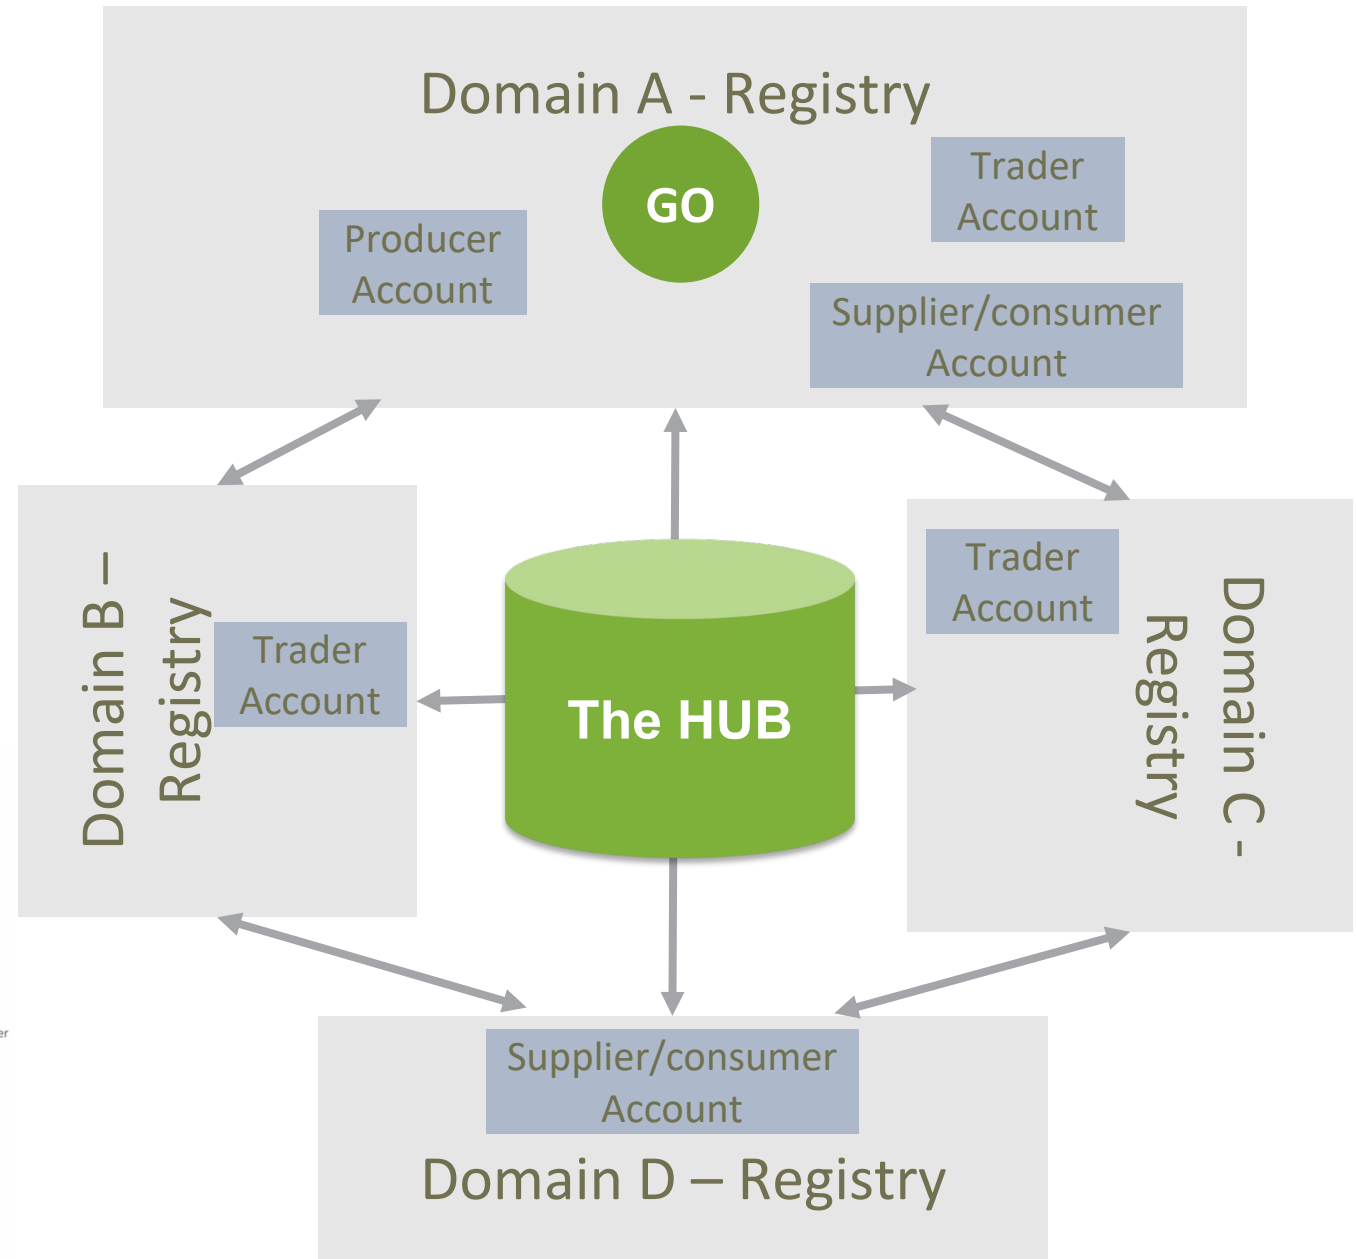 Domain A - Registry
GO
Trader
Account
Producer
Account
Supplier/consumer
Account
Domain B –
Registry
Trader
Account
The HUB
Trader
Account
Domain C -
Registry
er
Supplier/consumer
Account
Domain D – Registry